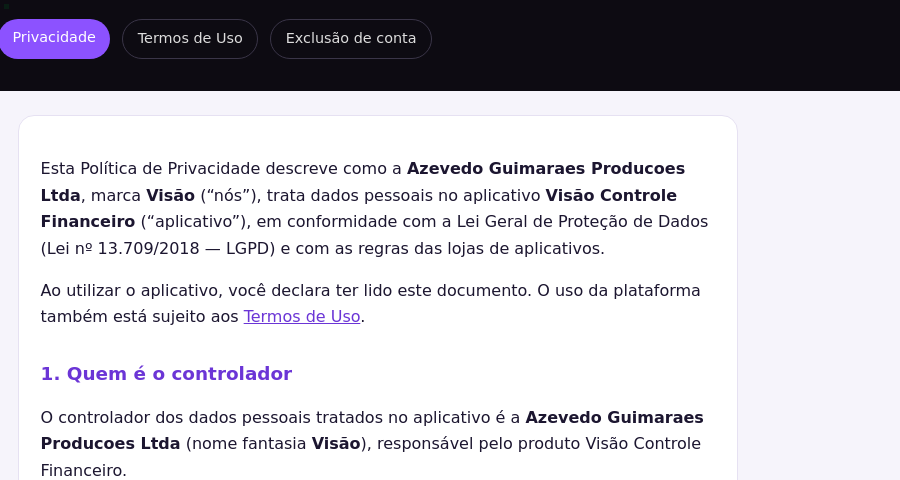 Privacidade
Termos de Uso
Exclusão de conta
Esta Política de Privacidade descreve como a Azevedo Guimaraes Producoes
Ltda, marca Visão (“nós”), trata dados pessoais no aplicativo Visão Controle
Financeiro (“aplicativo”), em conformidade com a Lei Geral de Proteção de Dados
(Lei nº 13.709/2018 — LGPD) e com as regras das lojas de aplicativos.
Ao utilizar o aplicativo, você declara ter lido este documento. O uso da plataforma
também está sujeito aos Termos de Uso.
1. Quem é o controlador
O controlador dos dados pessoais tratados no aplicativo é a Azevedo Guimaraes
Producoes Ltda (nome fantasia Visão), responsável pelo produto Visão Controle
Financeiro.